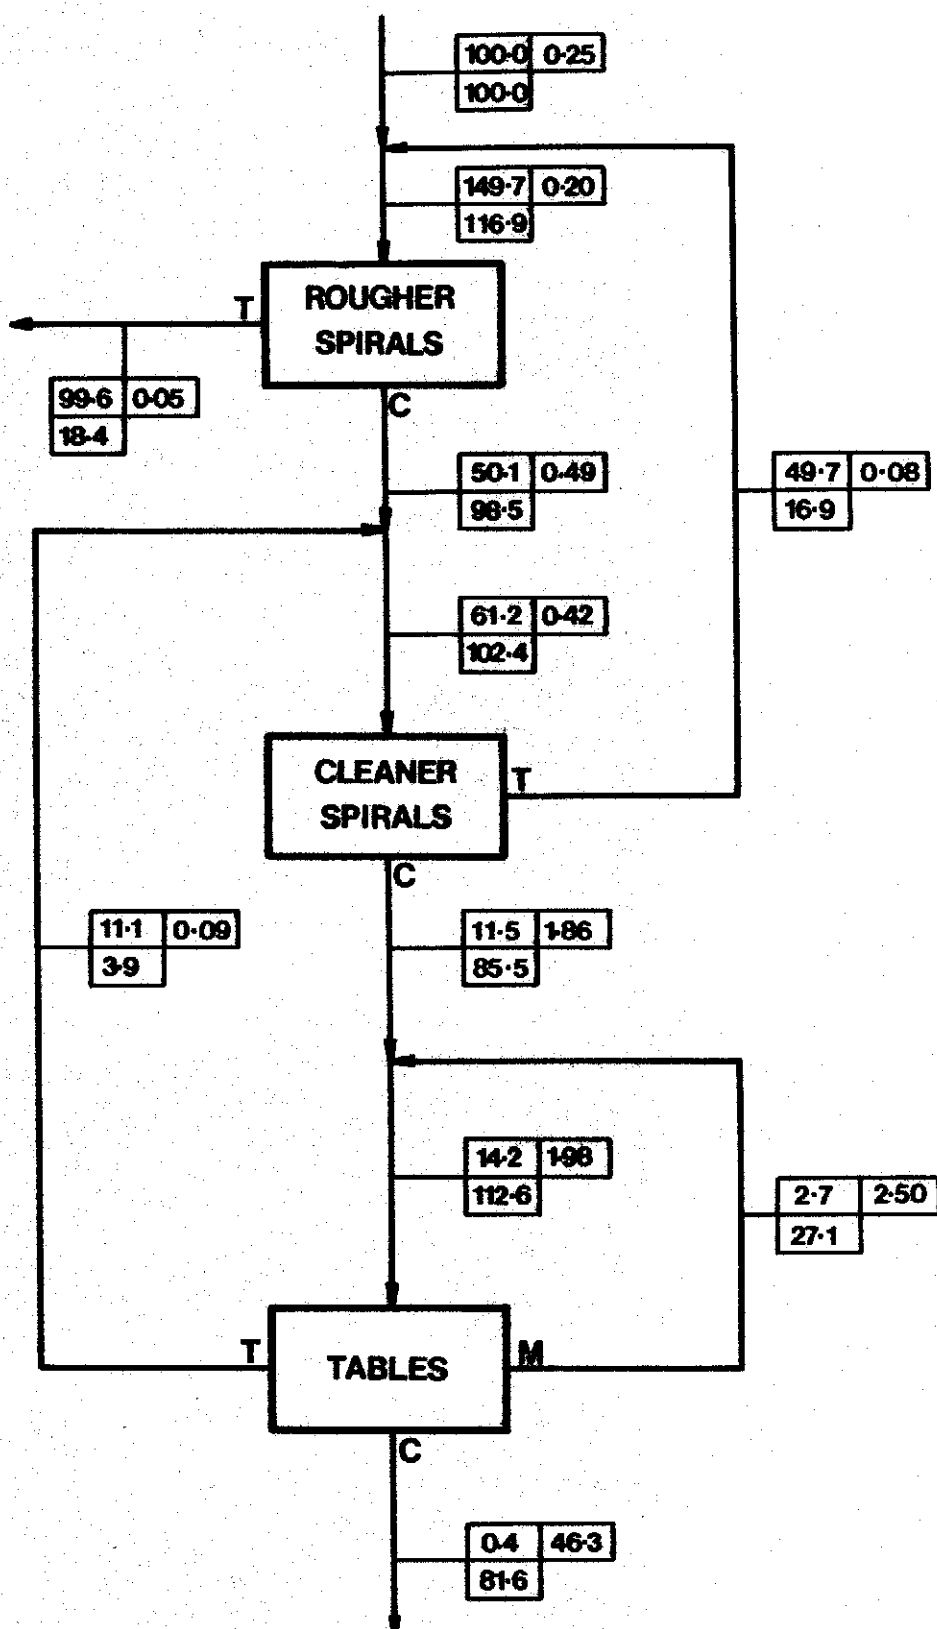 100·0 0·25
100·0
149·7 0·20
116·9
T
ROUGHER
SPIRALS
C
99·6 0·05
18·4
50·1 0·49
98·5
49·7 0·08
16·9
61·2 0·42
102·4
CLEANER
SPIRALS
T
C
11·1 0·09
3·9
11·5 1·86
85·5
14·2 1·98
112·6
2·7 2·50
27·1
T
TABLES
M
C
0·4 46·3
81·6